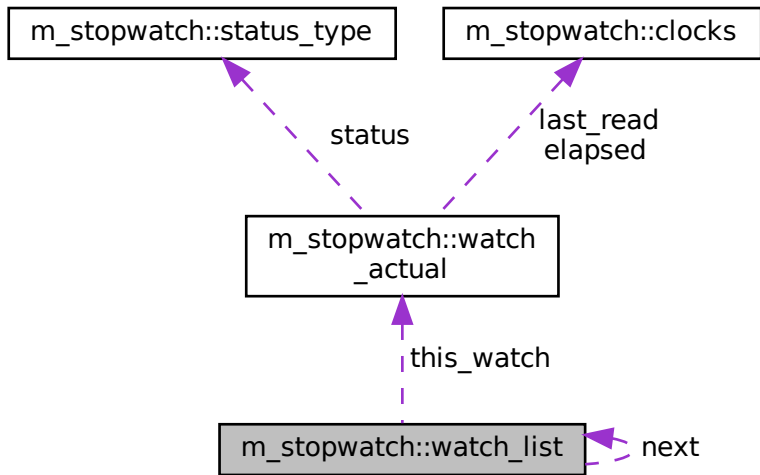 m_stopwatch::status_type
m_stopwatch::clocks
status
last_read
elapsed
m_stopwatch::watch
_actual
this_watch
m_stopwatch::watch_list
next